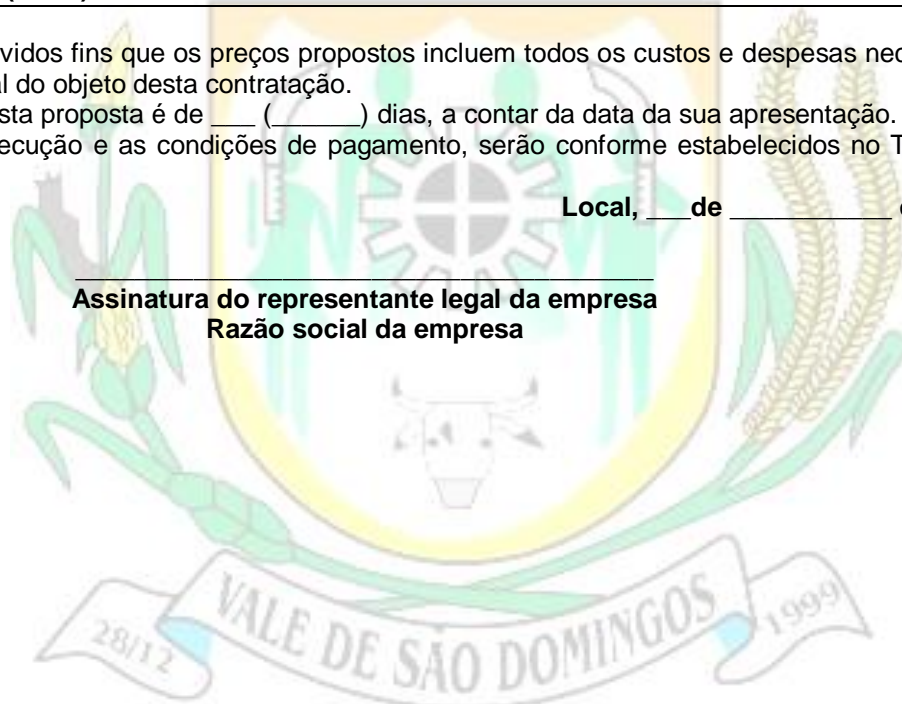 vidos fins que os preços propostos incluem todos os custos e despesas nec
al do objeto desta contratação.
sta proposta é de ___ (______) dias, a contar da data da sua apresentação.
ecução e as condições de pagamento, serão conforme estabelecidos no T
Local, ___de ___________
_______________________________________
Assinatura do representante legal da empresa
Razão social da empresa
28/12 VALE DE SÃO DOMINGOS 1999